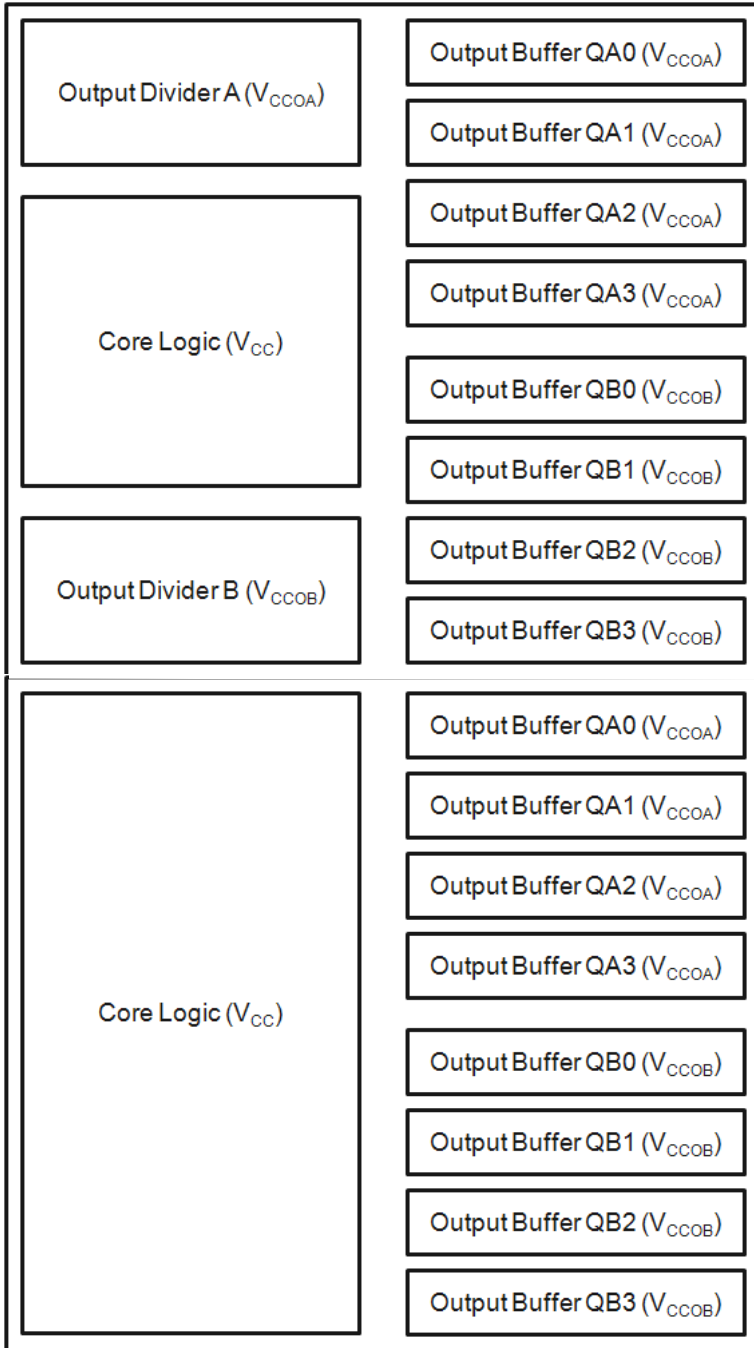 Output Divider A (VCCOA)
Core Logic (VCC)
Output Divider B (VCCOB)
Output Buffer QA0 (VCCOA)
Output Buffer QA1 (VCCOA)
Output Buffer QA2 (VCCOA)
Output Buffer QA3 (VCCOA)
Output Buffer QB0 (VCCOB)
Output Buffer QB1 (VCCOB)
Output Buffer QB2 (VCCOB)
Output Buffer QB3 (VCCOB)
Core Logic (VCC)
Output Buffer QA0 (VCCOA)
Output Buffer QA1 (VCCOA)
Output Buffer QA2 (VCCOA)
Output Buffer QA3 (VCCOA)
Output Buffer QB0 (VCCOB)
Output Buffer QB1 (VCCOB)
Output Buffer QB2 (VCCOB)
Output Buffer QB3 (VCCOB)